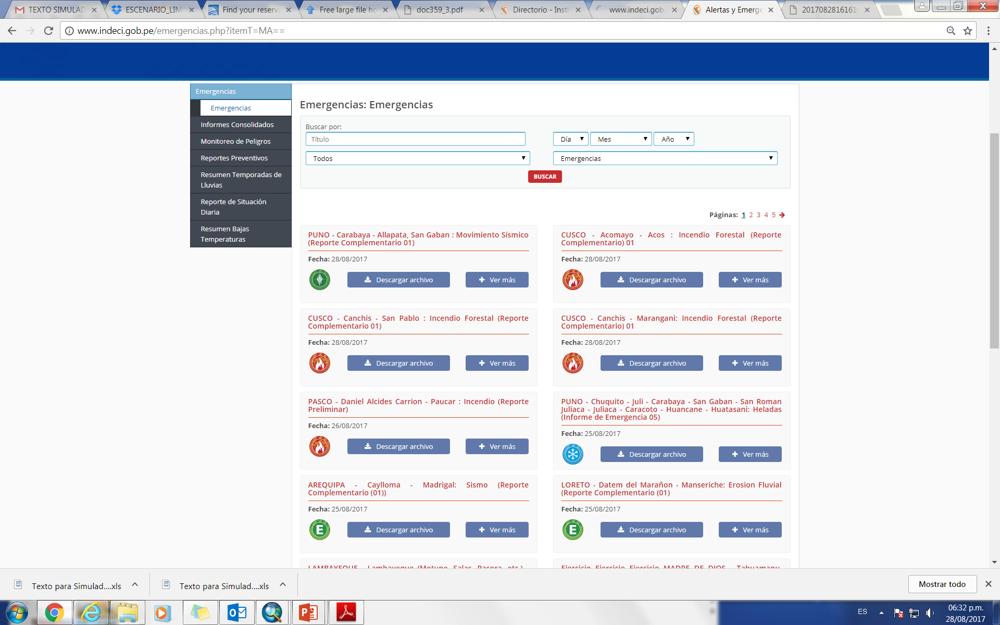 TEXTO SIMULAD
ESCENARIO_LIM
Find your reserva
Free large file ho
doc359_3.pdf
Directorio - Insti
www.indeci.gob.
Alertas y Emerge
2017082816161
www.indeci.gob.pe/emergencias.php?itemT=MA==
Emergencias
Emergencias
Informes Consolidados
Monitoreo de Peligros
Reportes Preventivos
Resumen Temporadas de
Lluvias
Reporte de Situación
Diaria
Resumen Bajas
Temperaturas
Emergencias: Emergencias
Buscar por:
Título
Día
Mes
Año
Todos
Emergencias
BUSCAR
Páginas: 1 2 3 4 5
PUNO - Carabaya - Allapata, San Gaban : Movimiento Sísmico
(Reporte Complementario 01)
Fecha: 28/08/2017
Descargar archivo
Ver más
CUSCO - Acomayo - Acos : Incendio Forestal (Reporte
Complementario) 01
Fecha: 28/08/2017
Descargar archivo
Ver más
CUSCO - Canchis - San Pablo : Incendio Forestal (Reporte
Complementario 01)
Fecha: 28/08/2017
Descargar archivo
Ver más
CUSCO - Canchis - Marangani: Incendio Forestal (Reporte
Complementario) 01
Fecha: 28/08/2017
Descargar archivo
Ver más
PASCO - Daniel Alcides Carrion - Paucar : Incendio (Reporte
Preliminar)
Fecha: 26/08/2017
Descargar archivo
Ver más
PUNO - Chuquito - Juli - Carabaya - San Gaban - San Roman
Juliaca - Juliaca - Caracoto - Huancane - Huatasani: Heladas
(Informe de Emergencia 05)
Fecha: 25/08/2017
Descargar archivo
Ver más
AREQUIPA - Caylloma - Madrigal: Sismo (Reporte
Complementario (01))
Fecha: 25/08/2017
E
Descargar archivo
Ver más
LORETO - Datem del Marañon - Manseriche: Erosion Fluvial
(Reporte Complementario (01)
Fecha: 25/08/2017
E
Descargar archivo
Ver más
LAMBAYEQUE - Lambayeque (Motupe, Salas, Pacora, etc.) -
Ejercicio Ejercicio Ejercicio MADRE DE DIOS - Tahuamanu-
Texto para Simulad....xls
Texto para Simulad....xls
Mostrar todo
ES
06:32 p.m.
28/08/2017